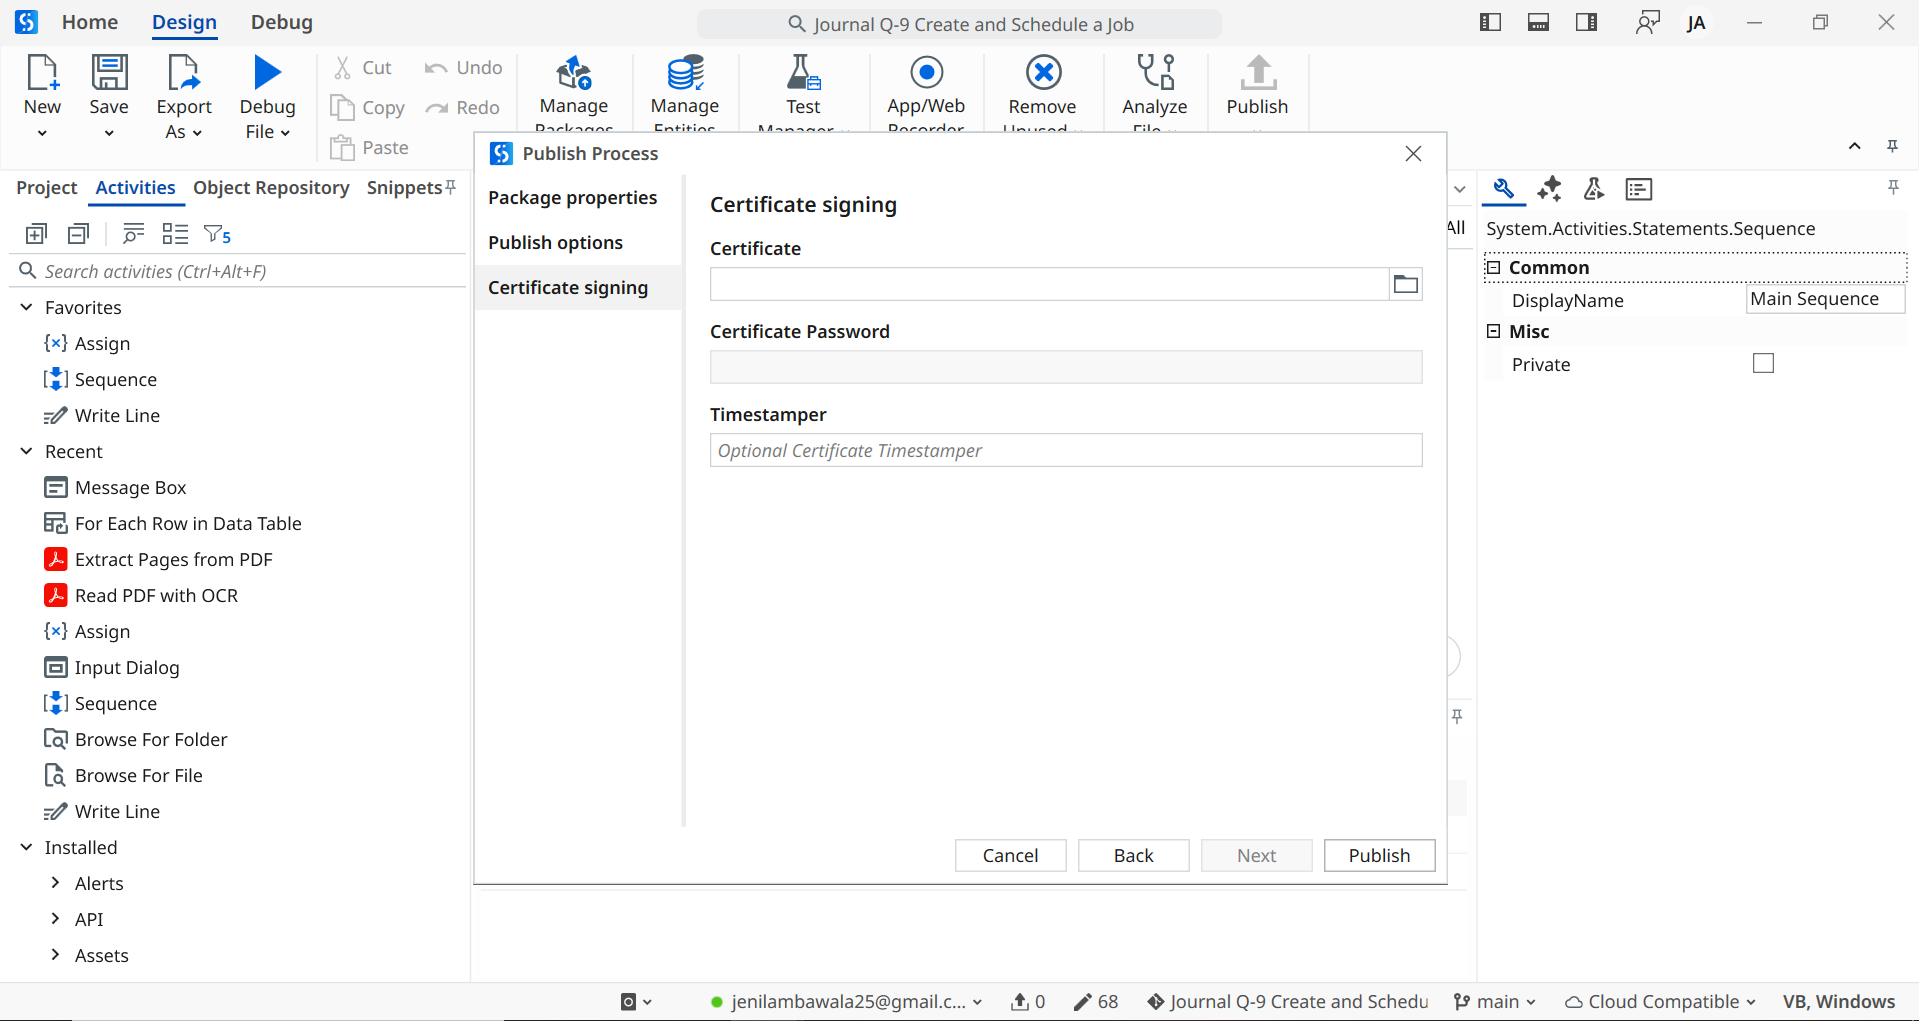 Home Design Debug
Journal Q-9 Create and Schedule a Job
JA
New
Save
Export As
Debug File
Cut
Copy
Paste
Undo
Redo
Manage Packages
Manage Entities
Test Manager
App/Web Recorder
Remove Unused
Analyze File
Publish
Project Activities Object Repository Snippets
5
Search activities (Ctrl+Alt+F)
Favorites
Assign
Sequence
Write Line
Recent
Message Box
For Each Row in Data Table
Extract Pages from PDF
Read PDF with OCR
Assign
Input Dialog
Sequence
Browse For Folder
Browse For File
Write Line
Installed
Alerts
API
Assets
Publish Process
Package properties
Publish options
Certificate signing
Certificate signing
Certificate
Certificate Password
Timestamper
Optional Certificate Timestamper
Cancel Back Next Publish
All
System.Activities.Statements.Sequence
Common
DisplayName Main Sequence
Misc
Private
jenilambawala25@gmail.c... 0 68 Journal Q-9 Create and Schedu main Cloud Compatible VB, Windows